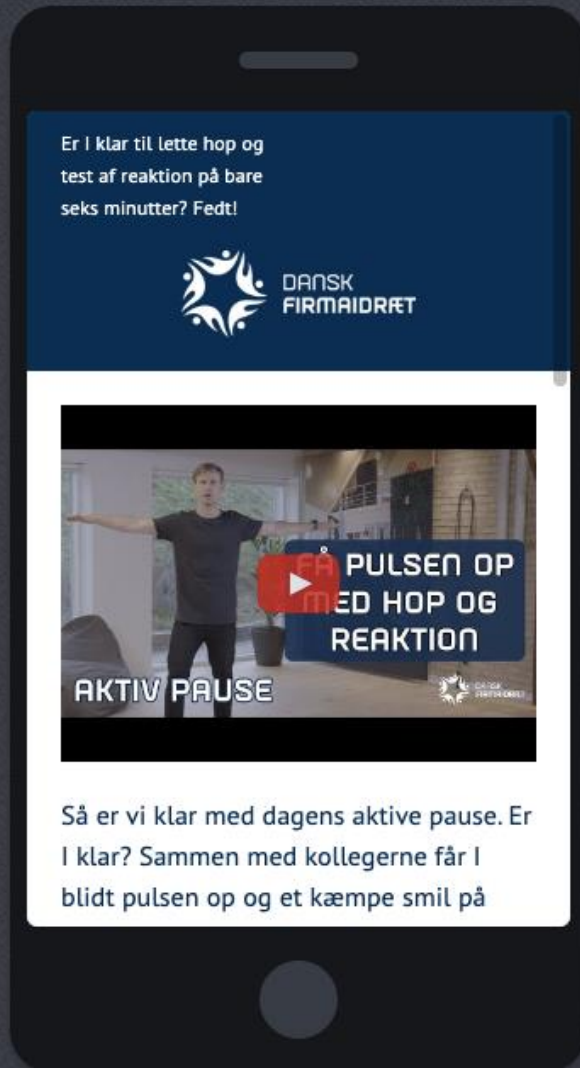 Er I klar til lette hop og
test af reaktion på bare
seks minutter? Fedt!
DANSK
FIRMAIDRÆT
FÅ PULSEN OP
MED HOP OG
REAKTION
AKTIV PAUSE
DANSK
FIRMAIDRÆT
Så er vi klar med dagens aktive pause. Er
I klar? Sammen med kollegerne får I
blidt pulsen op og et kæmpe smil på